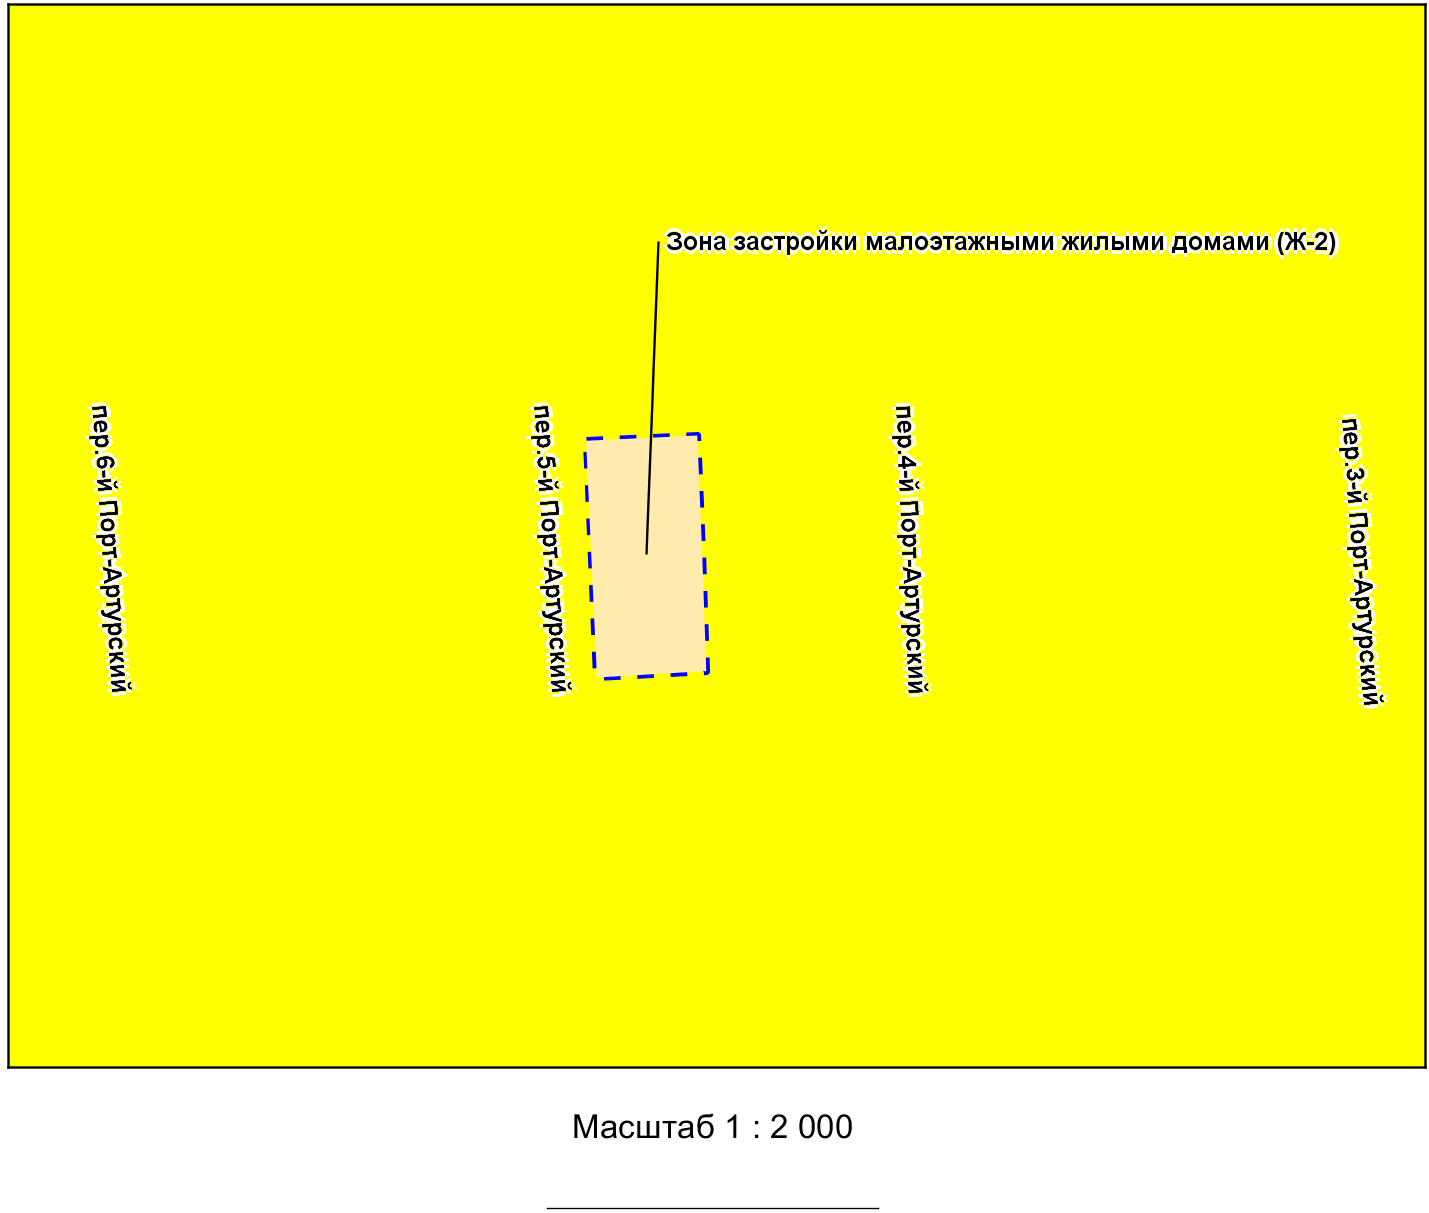 Зона застройки малоэтажными жилыми домами (Ж-2)
пер.6-й Порт-Артурский
пер.5-й Порт-Артурский
пер.4-й Порт-Артурский
пер.3-й Порт-Артурский
Масштаб 1 : 2 000